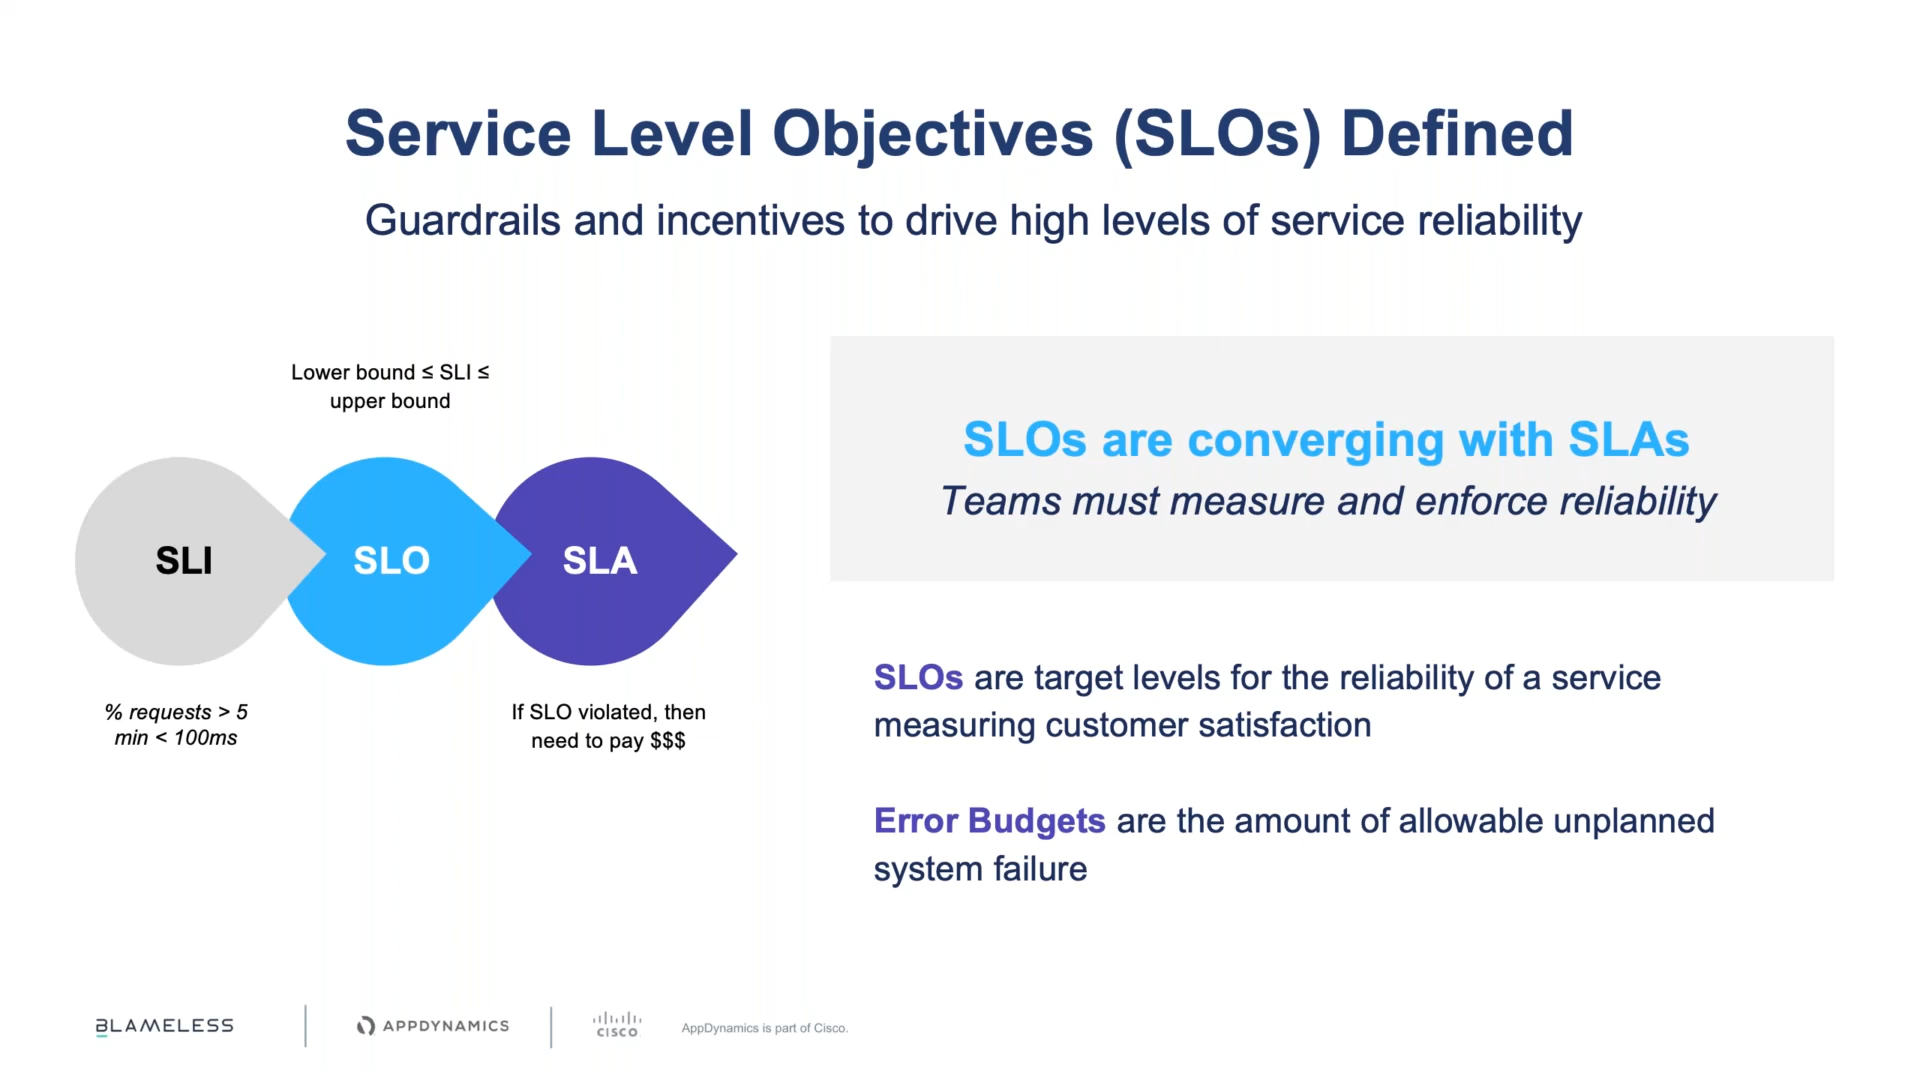 Service Level Objectives (SLOs) Defined
Guardrails and incentives to drive high levels of service reliability
Lower bound ≤ SLI ≤
upper bound
SLI
SLO
SLA
% requests > 5
min < 100ms
If SLO violated, then
need to pay $$$
SLOs are converging with SLAs
Teams must measure and enforce reliability
SLOs are target levels for the reliability of a service
measuring customer satisfaction
Error Budgets are the amount of allowable unplanned
system failure
BLAMELESS
APPDYNAMICS
CISCO
AppDynamics is part of Cisco.